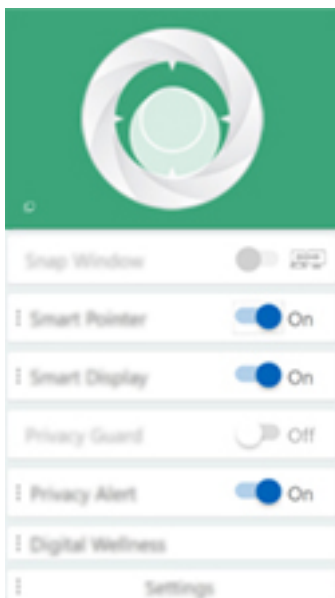 Snap Window
Smart Pointer On
Smart Display On
Privacy Guard Off
Privacy Alert On
Digital Wellness
Settings